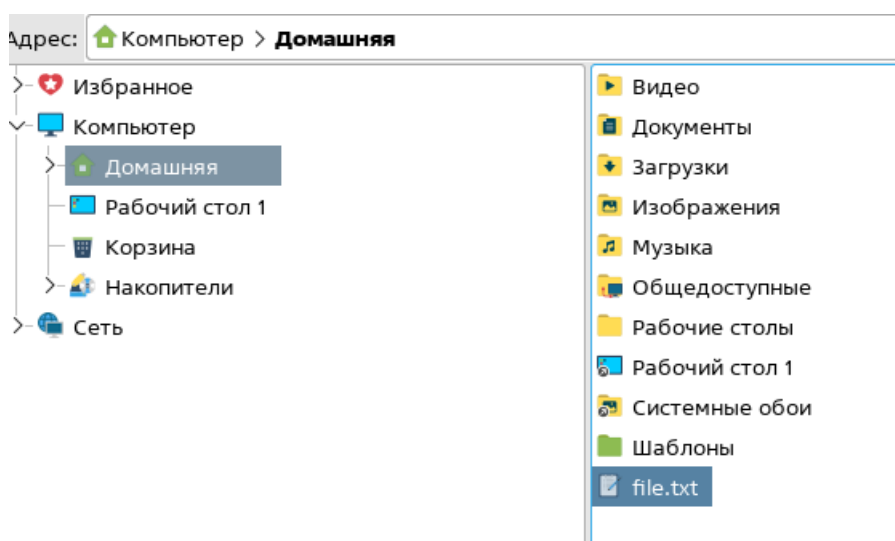 Адрес: Компьютер > Домашняя
Избранное
Компьютер
Домашняя
Рабочий стол 1
Корзина
Накопители
Сеть
Видео
Документы
Загрузки
Изображения
Музыка
Общедоступные
Рабочие столы
Рабочий стол 1
Системные обои
Шаблоны
file.txt